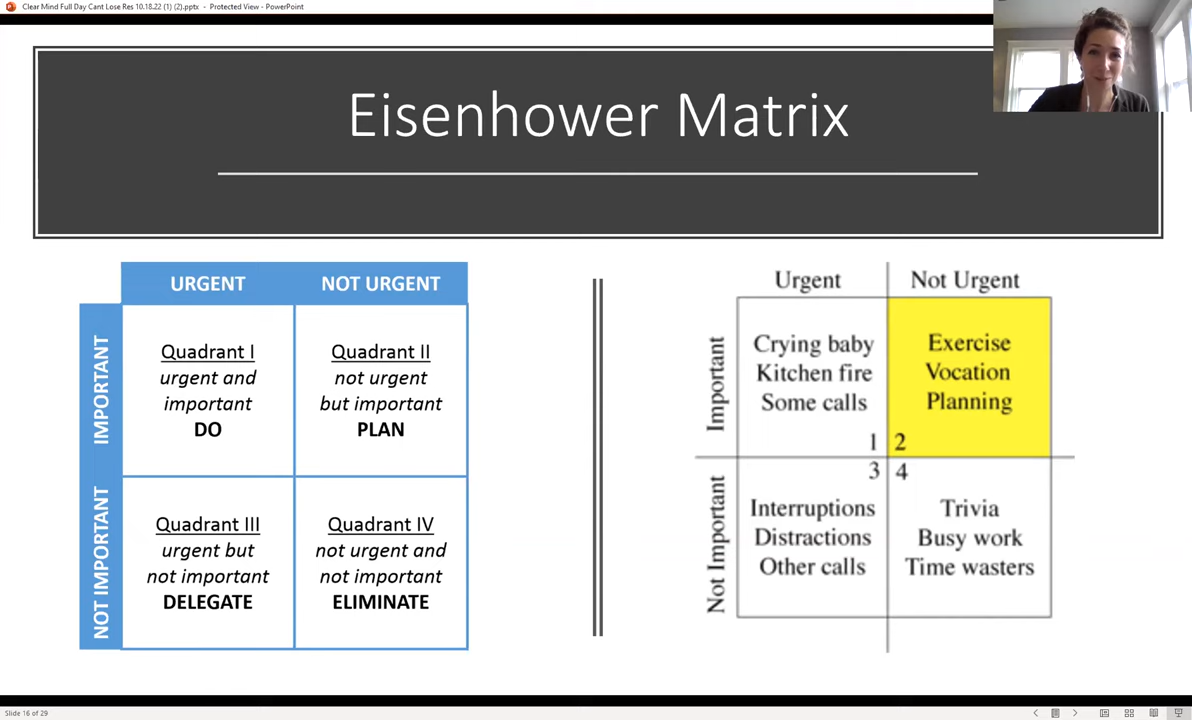 Clear Mind Full Day Cant Lose Res 10.18.22 (1) (2).pptx - Protected View - PowerPoint
Eisenhower Matrix
URGENT
NOT URGENT
IMPORTANT
Quadrant I
urgent and
important
DO
Quadrant II
not urgent
but important
PLAN
NOT IMPORTANT
Quadrant III
urgent but
not important
DELEGATE
Quadrant IV
not urgent and
not important
ELIMINATE
Urgent
Not Urgent
Important
Crying baby
Kitchen fire
Some calls
1
Exercise
Vocation
Planning
2
Not Important
3
Interruptions
Distractions
Other calls
4
Trivia
Busy work
Time wasters
Slide 16 of 29